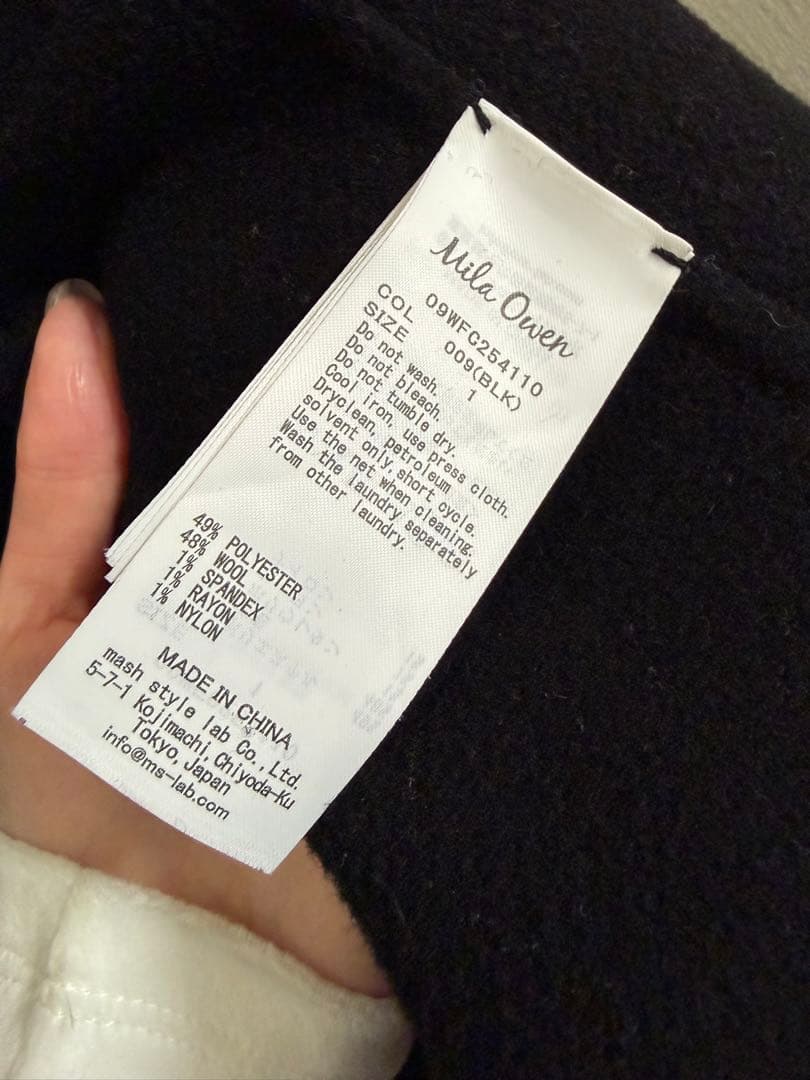 Mila Owen
09WFC254110
COL 009(BLK)
SIZE 1
Do not wash.
Do not bleach.
Do not tumble dry.
Cool iron, use press cloth.
Dryclean, petroleum
solvent only, short cycle.
Use the net when cleaning.
Wash the laundry separately
from other laundry.
49% POLYESTER
48% WOOL
1% SPANDEX
1% RAYON
1% NYLON
MADE IN CHINA
mash style lab Co., Ltd.
5-7-1 Kojimachi, Chiyoda-Ku
Tokyo, Japan
info@ms-lab.com